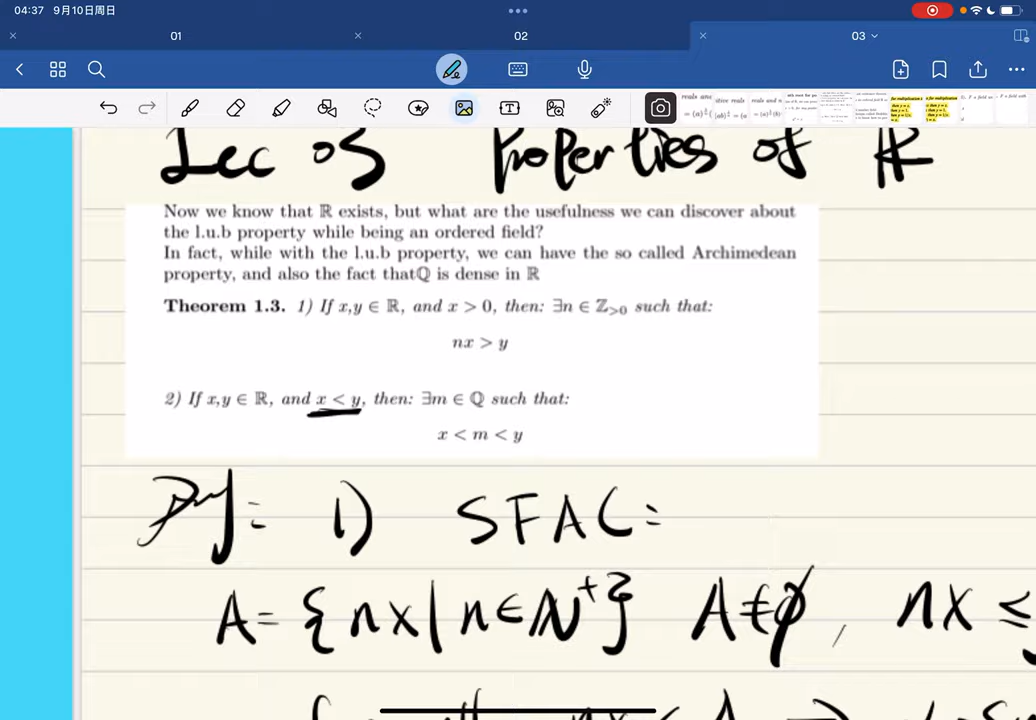 04:37 9月10日周日
01
02
03
Lec 03 Properties of ℝ
Now we know that ℝ exists, but what are the usefulness we can discover about
the l.u.b property while being an ordered field?
In fact, while with the l.u.b property, we can have the so called Archimedean
property, and also the fact thatℚ is dense in ℝ
Theorem 1.3. 1) If x,y ∈ ℝ, and x > 0, then: ∃n ∈ ℤ>0 such that:
nx > y
2) If x,y ∈ ℝ, and x < y, then: ∃m ∈ ℚ such that:
x < m < y
1) SFAC:
A = {nx | n ∈ ℕ⁺} A ≠ ϕ, nx ≤